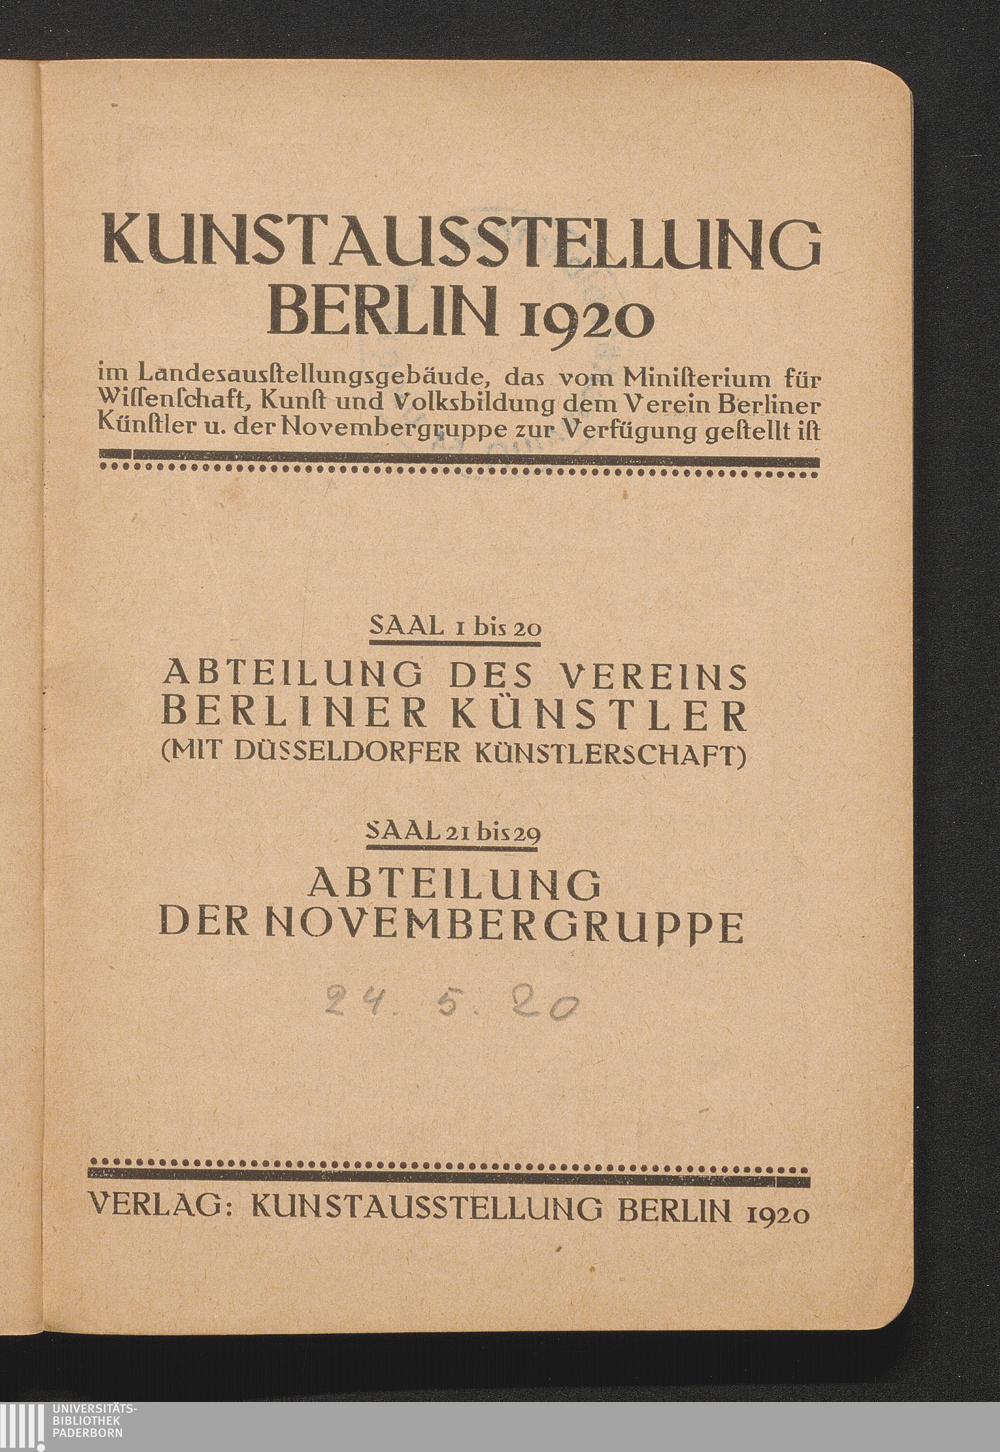 KUNSTAUSSTELLUNG
BERLIN 1920
im Landesausſtellungsgebäude, das vom Miniſterium für
Wiſſenſchaft, Kunſt und Volksbildung dem Verein Berliner
Künſtler u. der Novembergruppe zur Verfügung geſtellt iſt
SAAL 1 bis 20
ABTEILUNG DES VEREINS
BERLINER KÜNSTLER
(MIT DÜSSELDORFER KÜNSTLERSCHAFT)
SAAL 21 bis 29
ABTEILUNG
DER NOVEMBERGRUPPE
24. 5. 20
VERLAG: KUNSTAUSSTELLUNG BERLIN 1920
UNIVERSITÄTS-
BIBLIOTHEK
PADERBORN